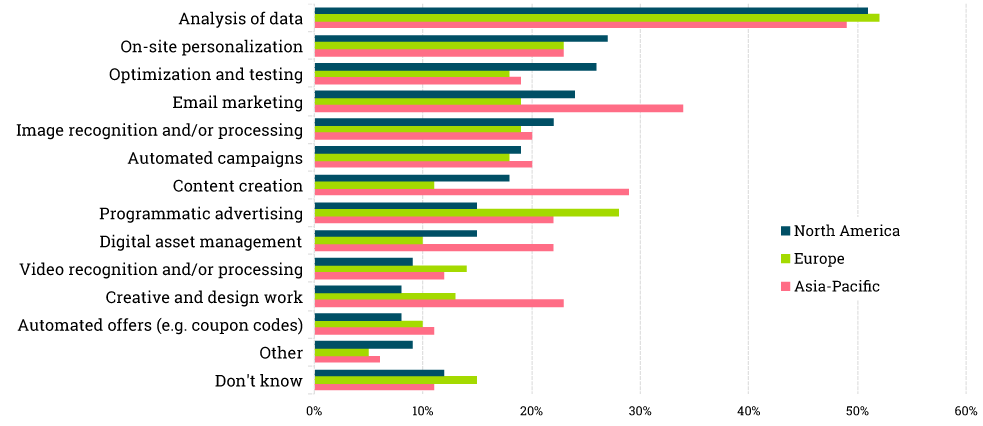 Analysis of data
On-site personalization
Optimization and testing
Email marketing
Image recognition and/or processing
Automated campaigns
Content creation
Programmatic advertising
Digital asset management
Video recognition and/or processing
Creative and design work
Automated offers (e.g. coupon codes)
Other
Don't know
North America
Europe
Asia-Pacific
0% 10% 20% 30% 40% 50% 60%